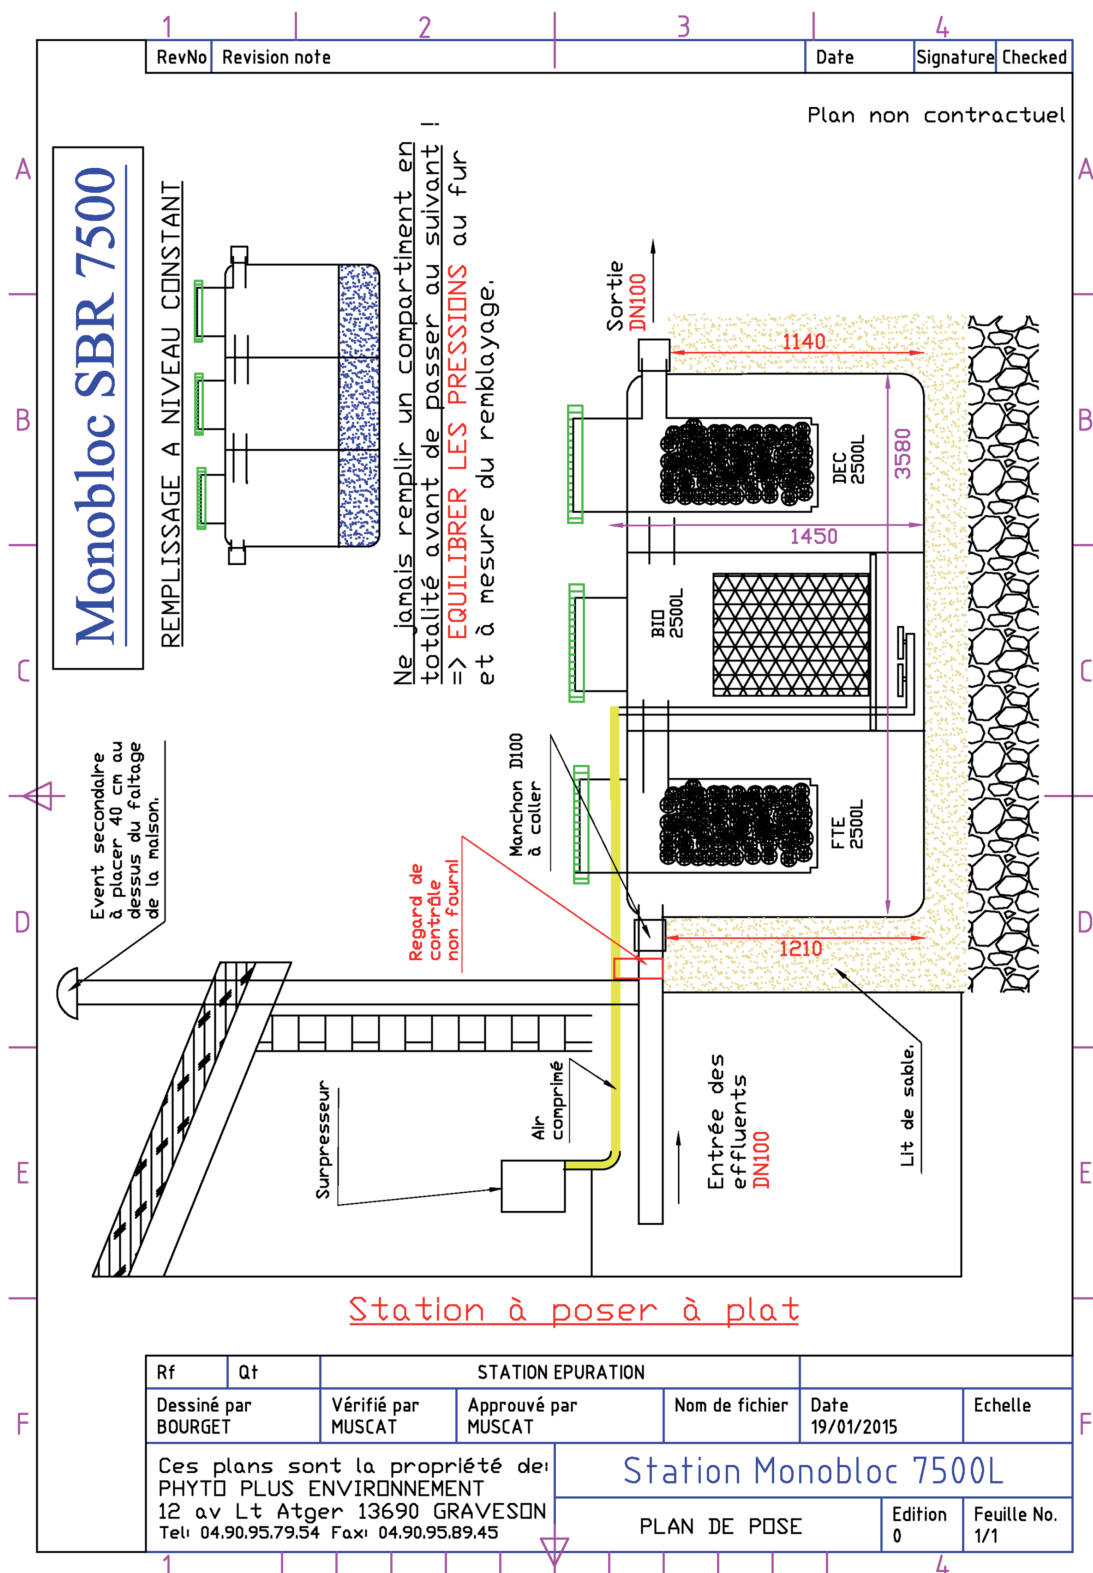 1
2
3
4
RevNo
Revision note
Date
Signature
Checked
Plan non contractuel
A
A
B
B
C
C
D
D
E
E
F
F
Monobloc SBR 7500
REMPLISSAGE A NIVEAU CONSTANT
Ne jamais remplir un compartiment en
totalité avant de passer au suivant !
=> EQUILIBRER LES PRESSIONS au fur
et à mesure du remblayage.
Sortie
DN100
1140
DEC
2500L
3580
1450
BIO
2500L
FTE
2500L
1210
Event secondaire
à placer 40 cm au
dessus du faîtage
de la maison.
Regard de
contrôle
non fourni
Manchon D100
à coller
Surpresseur
Air
comprimé
Entrée des
effluents
DN100
Lit de sable.
Station à poser à plat
Rf
Qt
STATION EPURATION
Dessiné par
BOURGET
Vérifié par
MUSCAT
Approuvé par
MUSCAT
Nom de fichier
Date
19/01/2015
Echelle
Ces plans sont la propriété de:
PHYTO PLUS ENVIRONNEMENT
12 av Lt Atger 13690 GRAVESON
Tel: 04.90.95.79.54 Fax: 04.90.95.89.45
Station Monobloc 7500L
PLAN DE POSE
Edition
0
Feuille No.
1/1
1
4